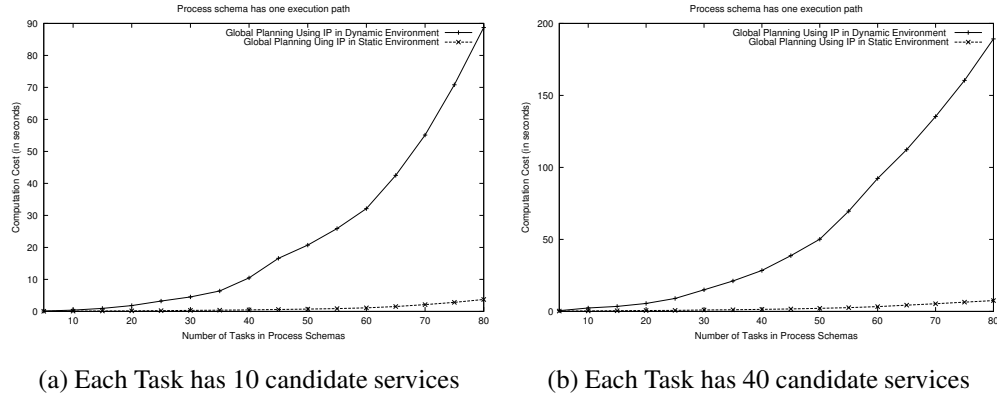 Process schema has one execution path
Global Planning Using IP in Dynamic Environment
Global Planning Uing IP in Static Environment
Computation Cost (in seconds)
90
80
70
60
50
40
30
20
10
0
10 20 30 40 50 60 70 80
Number of Tasks in Process Schemas
(a) Each Task has 10 candidate services
Process schema has one execution path
Global Planning Using IP in Dynamic Environment
Global Planning Using IP in Static Environment
Computation Cost (in seconds)
200
150
100
50
0
10 20 30 40 50 60 70 80
Number of Tasks in Process Schemas
(b) Each Task has 40 candidate services